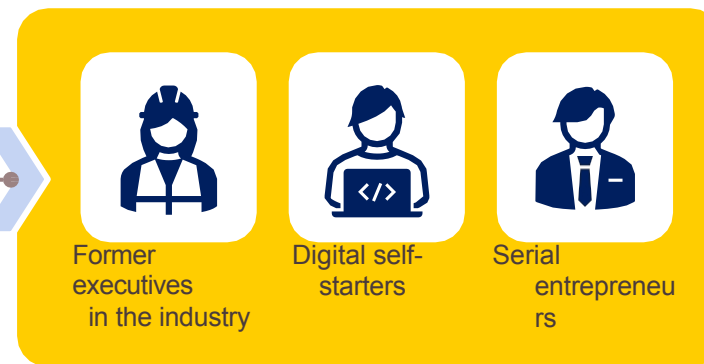 </>
Former
executives
in the industry
Digital self-
starters
Serial
entrepreneu
rs